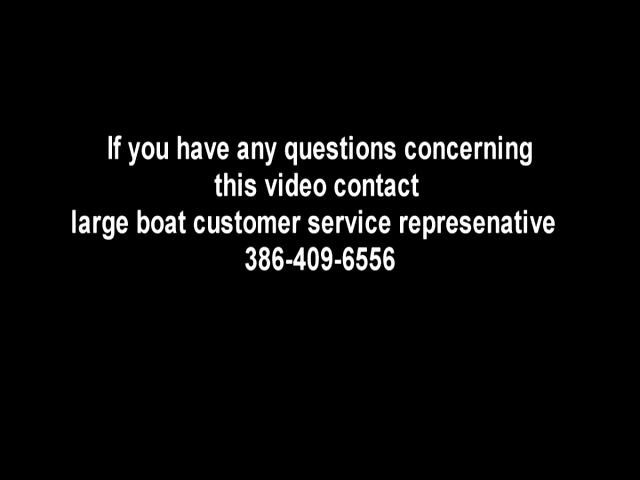 If you have any questions concerning
this video contact
large boat customer service represenative
386-409-6556